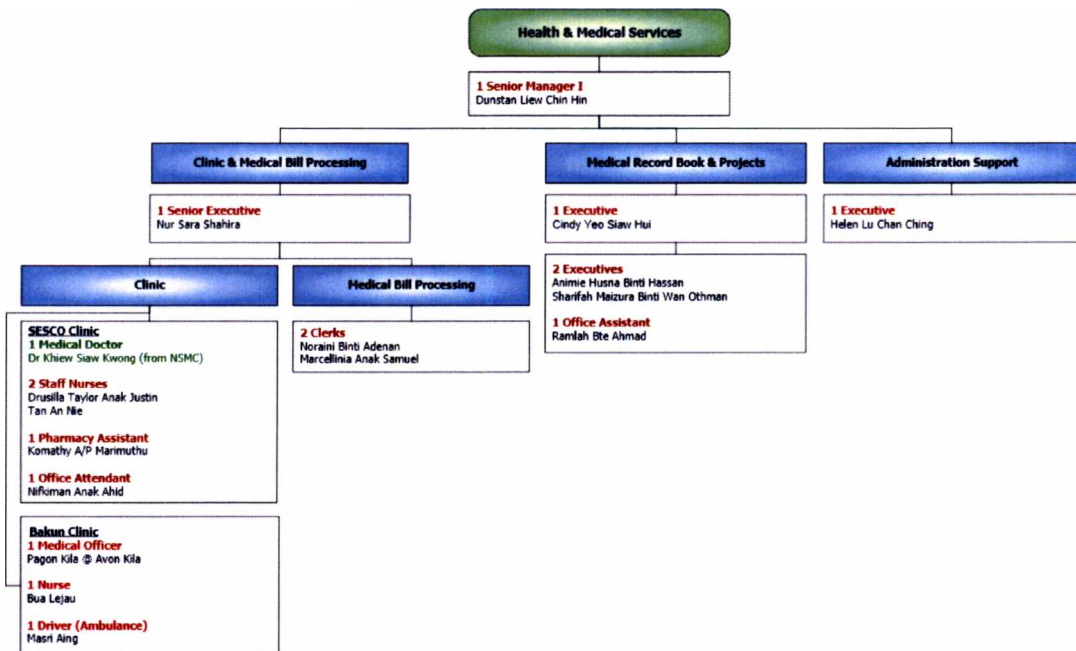 Health & Medical Services
1 Senior Manager I
Dunstan Liew Chin Hin
Clinic & Medical Bill Processing
1 Senior Executive
Nur Sara Shahira
Clinic
SESCO Clinic
1 Medical Doctor
Dr Khiew Siaw Kwong (from NSMC)
2 Staff Nurses
Drusilla Taylor Anak Justin
Tan An Nie
1 Pharmacy Assistant
Komathy A/P Marimuthu
1 Office Attendant
Nifkiman Anak Ahid
Bakun Clinic
1 Medical Officer
Pagon Kila @ Avon Kila
1 Nurse
Bua Lejau
1 Driver (Ambulance)
Masri Aing
Medical Bill Processing
2 Clerks
Noraini Binti Adenan
Marcellinia Anak Samuel
Medical Record Book & Projects
1 Executive
Cindy Yeo Siaw Hui
2 Executives
Animie Husna Binti Hassan
Sharifah Maizura Binti Wan Othman
1 Office Assistant
Ramlah Bte Ahmad
Administration Support
1 Executive
Helen Lu Chan Ching